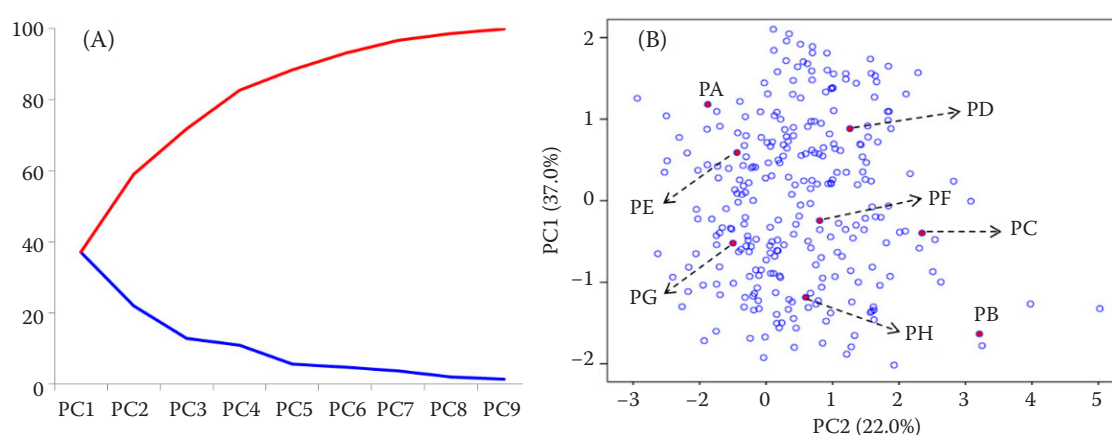 (A)
100
80
60
40
20
0
PC1 PC2 PC3 PC4 PC5 PC6 PC7 PC8 PC9
(B)
PC1 (37.0%)
2
1
0
−1
−2
PA
PD
PE
PF
PC
PG
PH
PB
−3 −2 −1 0 1 2 3 4 5
PC2 (22.0%)